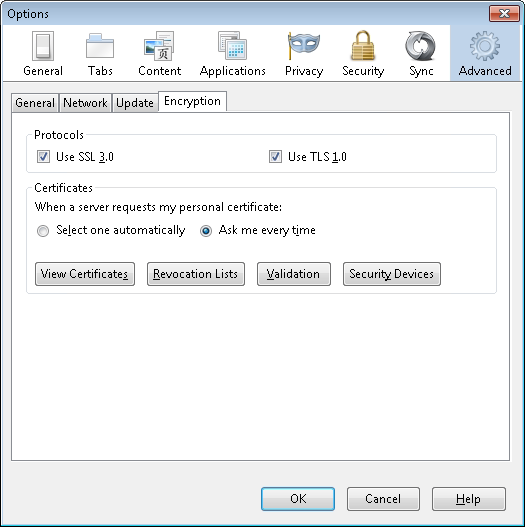 Options
General Tabs Content Applications Privacy Security Sync Advanced
General Network Update Encryption
Protocols
Use SSL 3.0 Use TLS 1.0
Certificates
When a server requests my personal certificate:
Select one automatically Ask me every time
View Certificates Revocation Lists Validation Security Devices
OK Cancel Help